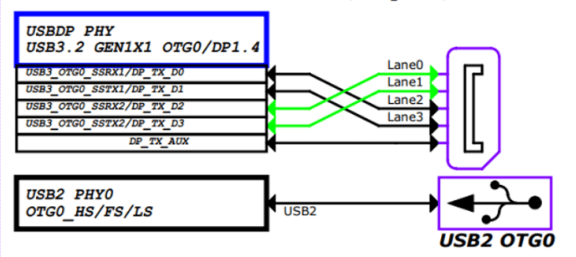 USBDP PHY
USB3.2 GEN1X1 OTG0/DP1.4
USB3_OTG0_SSRX1/DP_TX_D0
USB3_OTG0_SSTX1/DP_TX_D1
USB3_OTG0_SSRX2/DP_TX_D2
USB3_OTG0_SSTX2/DP_TX_D3
DP_TX_AUX
Lane0
Lane1
Lane2
Lane3
USB2 PHY0
OTG0_HS/FS/LS
USB2
USB2 OTG0